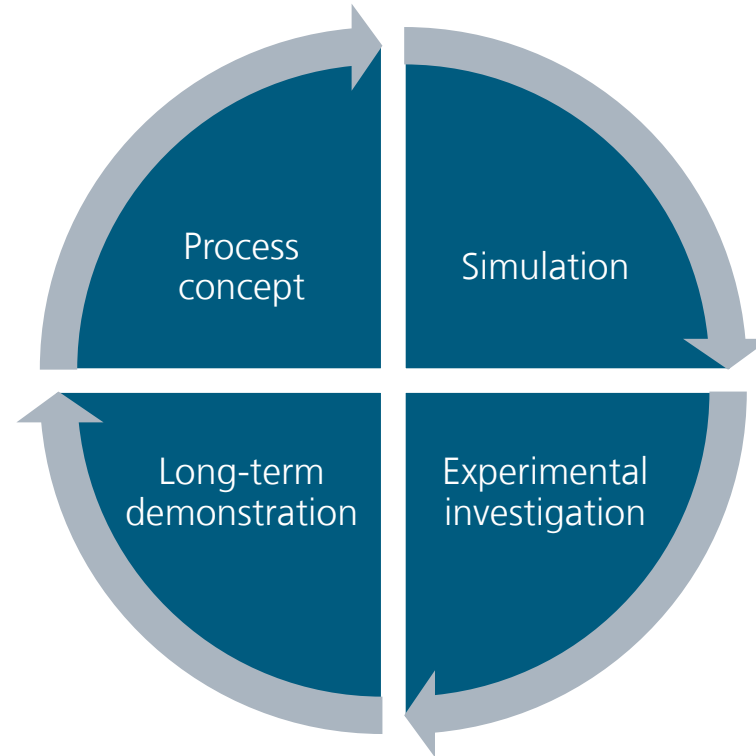 Process
concept
Simulation
Long-term
demonstration
Experimental
investigation